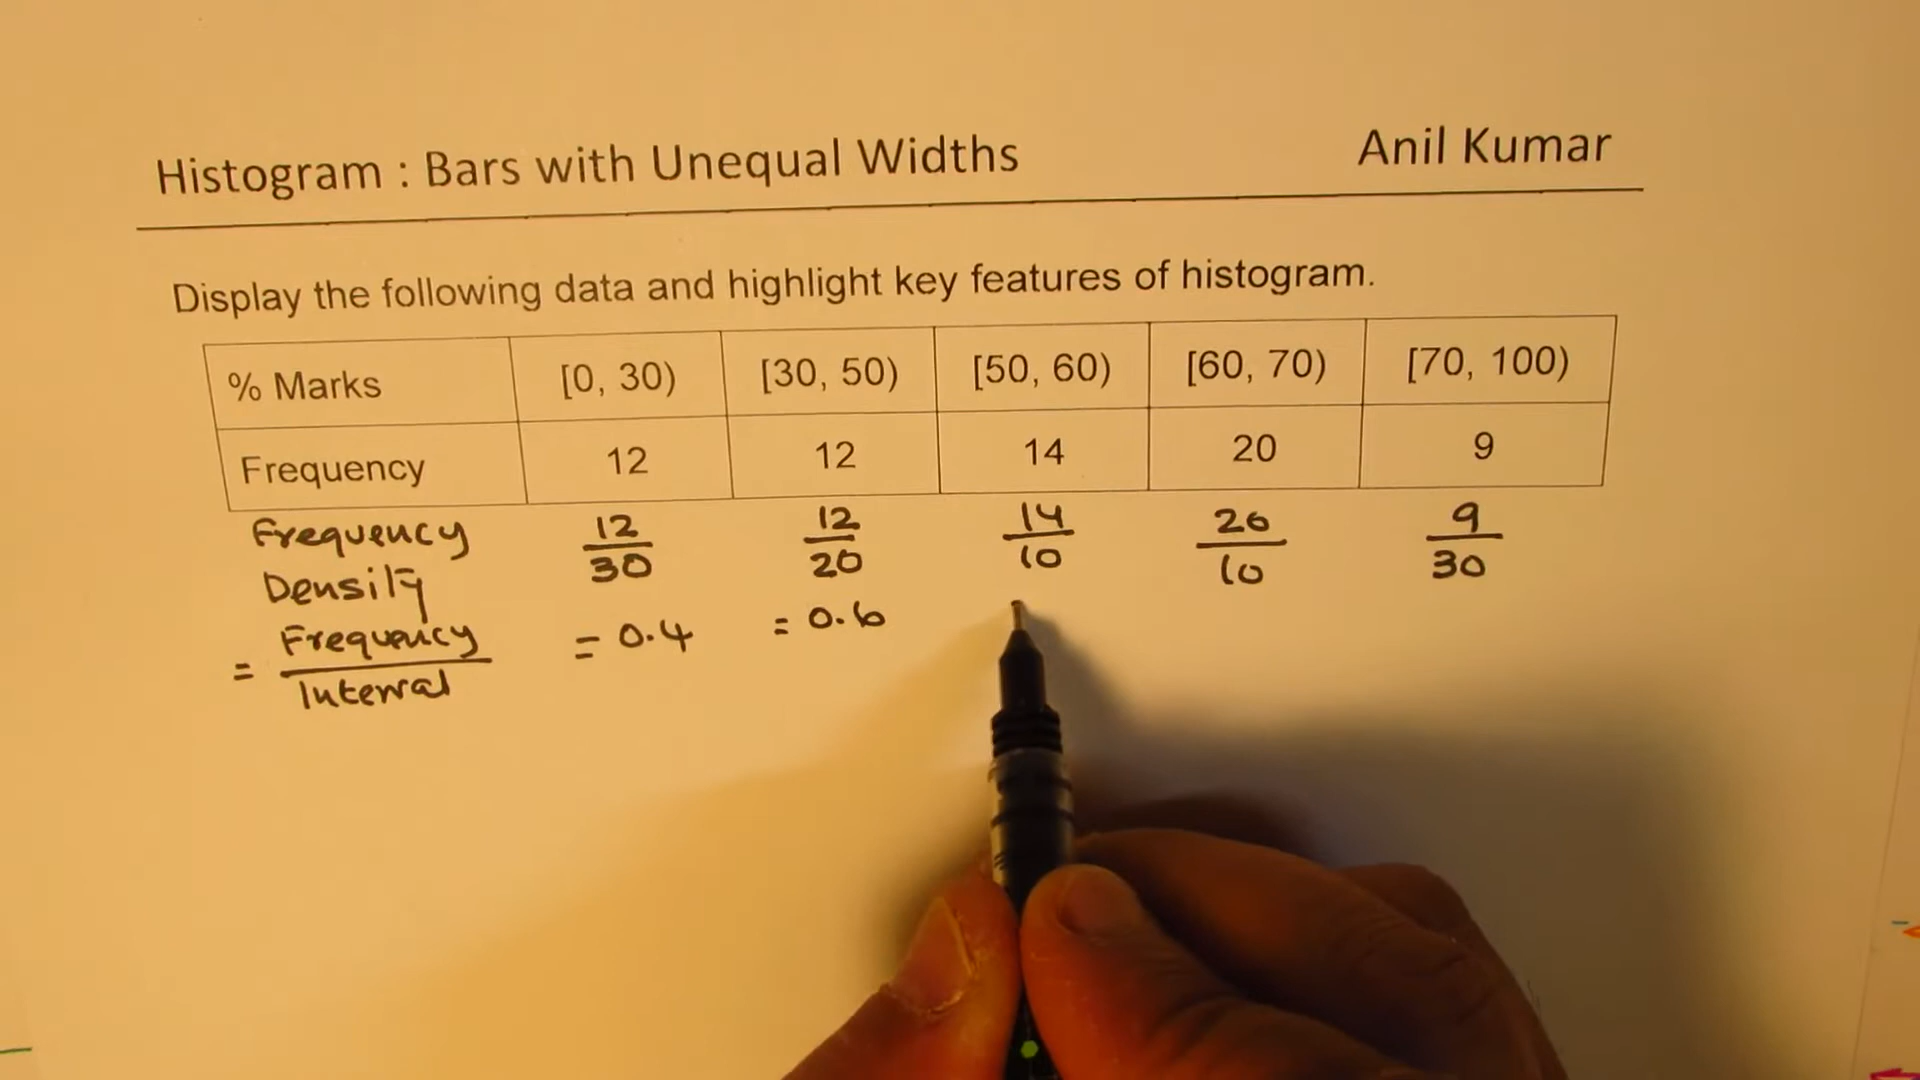 Histogram : Bars with Unequal Widths Anil Kumar
Display the following data and highlight key features of histogram.
% Marks [0, 30) [30, 50) [50, 60) [60, 70) [70, 100)
Frequency 12 12 14 20 9
Frequency 12/30 12/20 14/10 20/10 9/30
Density
= Frequency/Interval = 0.4 = 0.6